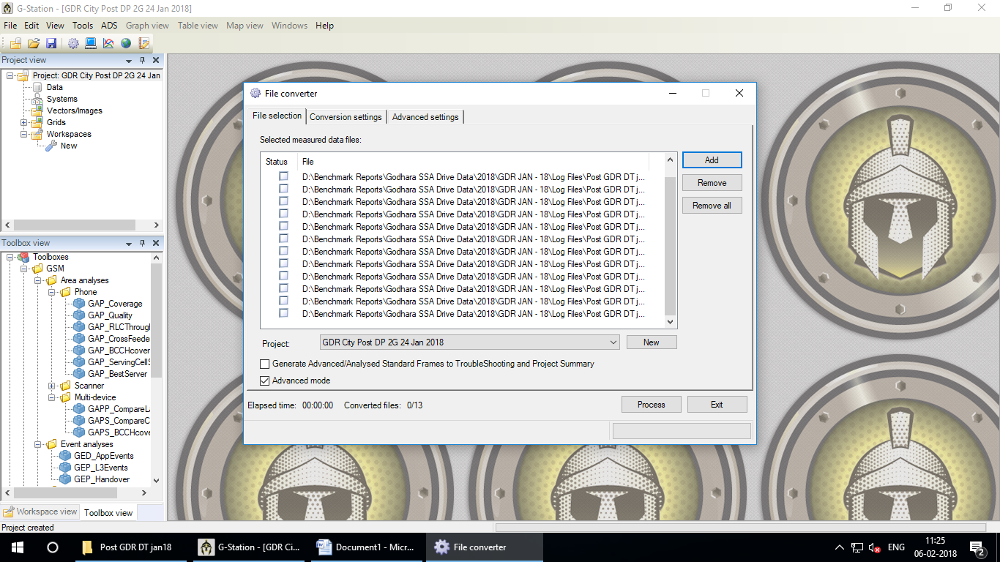 G-Station - [GDR City Post DP 2G 24 Jan 2018]
File Edit View Tools ADS Graph view Table view Map view Windows Help
Project view
Project: GDR City Post DP 2G 24 Jan
Data
Systems
Vectors/Images
Grids
Workspaces
New
Toolbox view
Toolboxes
GSM
Area analyses
Phone
GAP_Coverage
GAP_Quality
GAP_RLCThrough
GAP_CrossFeede
GAP_BCCHcover
GAP_ServingCellS
GAP_BestServer
Scanner
Multi-device
GAPP_CompareLa
GAPS_CompareC
GAPS_BCCHcove
Event analyses
GED_AppEvents
GEP_L3Events
GEP_Handover
Workspace view Toolbox view
Project created
File converter
File selection Conversion settings Advanced settings
Selected measured data files:
Status File
D:\Benchmark Reports\Godhara SSA Drive Data\2018\GDR JAN - 18\Log Files\Post GDR DT j...
D:\Benchmark Reports\Godhara SSA Drive Data\2018\GDR JAN - 18\Log Files\Post GDR DT j...
D:\Benchmark Reports\Godhara SSA Drive Data\2018\GDR JAN - 18\Log Files\Post GDR DT j...
D:\Benchmark Reports\Godhara SSA Drive Data\2018\GDR JAN - 18\Log Files\Post GDR DT j...
D:\Benchmark Reports\Godhara SSA Drive Data\2018\GDR JAN - 18\Log Files\Post GDR DT j...
D:\Benchmark Reports\Godhara SSA Drive Data\2018\GDR JAN - 18\Log Files\Post GDR DT j...
D:\Benchmark Reports\Godhara SSA Drive Data\2018\GDR JAN - 18\Log Files\Post GDR DT j...
D:\Benchmark Reports\Godhara SSA Drive Data\2018\GDR JAN - 18\Log Files\Post GDR DT j...
D:\Benchmark Reports\Godhara SSA Drive Data\2018\GDR JAN - 18\Log Files\Post GDR DT j...
D:\Benchmark Reports\Godhara SSA Drive Data\2018\GDR JAN - 18\Log Files\Post GDR DT j...
D:\Benchmark Reports\Godhara SSA Drive Data\2018\GDR JAN - 18\Log Files\Post GDR DT j...
D:\Benchmark Reports\Godhara SSA Drive Data\2018\GDR JAN - 18\Log Files\Post GDR DT j...
Add
Remove
Remove all
Project: GDR City Post DP 2G 24 Jan 2018 New
Generate Advanced/Analysed Standard Frames to TroubleShooting and Project Summary
Advanced mode
Elapsed time: 00:00:00 Converted files: 0/13 Process Exit
Post GDR DT jan18 G-Station - [GDR Ci... Document1 - Micr... File converter ENG 11:25
06-02-2018 2